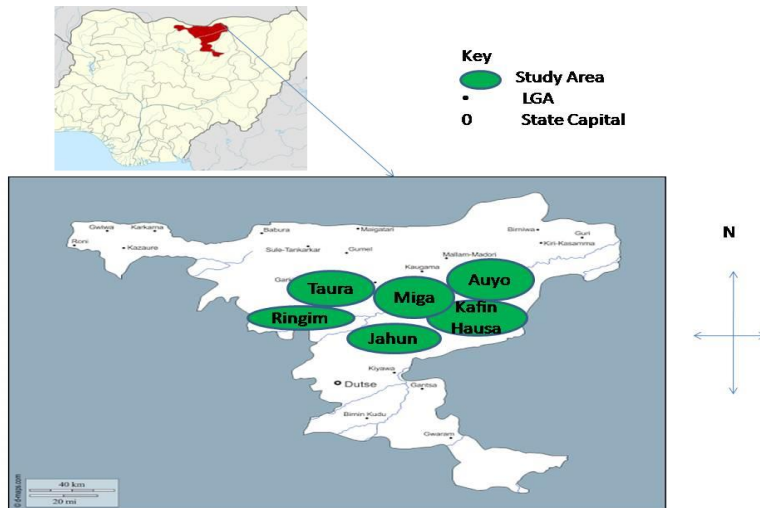 Key
Study Area
LGA
0 State Capital
N
Gwiwa
Karkarna
Roni
Kazaure
Babura
Maigatari
Sule-Tankarkar
Gumel
Birniwa
Guri
Kiri-Kasamma
Mallam-Madori
Kaugama
Taura
Miga
Auyo
Ringim
Kafin
Hausa
Jahun
Kiyawa
Dutse
Gantsa
Birnin Kudu
Gwaram
40 km
20 mi
© d-maps.com